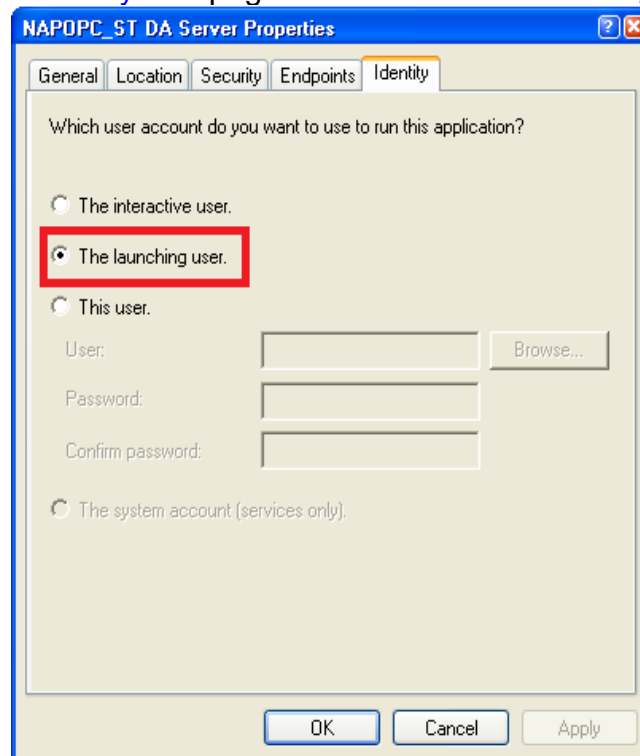 NAPOPC_ST DA Server Properties
General Location Security Endpoints Identity
Which user account do you want to use to run this application?
The interactive user.
The launching user.
This user.
User: Browse...
Password:
Confirm password:
The system account (services only).
OK Cancel Apply